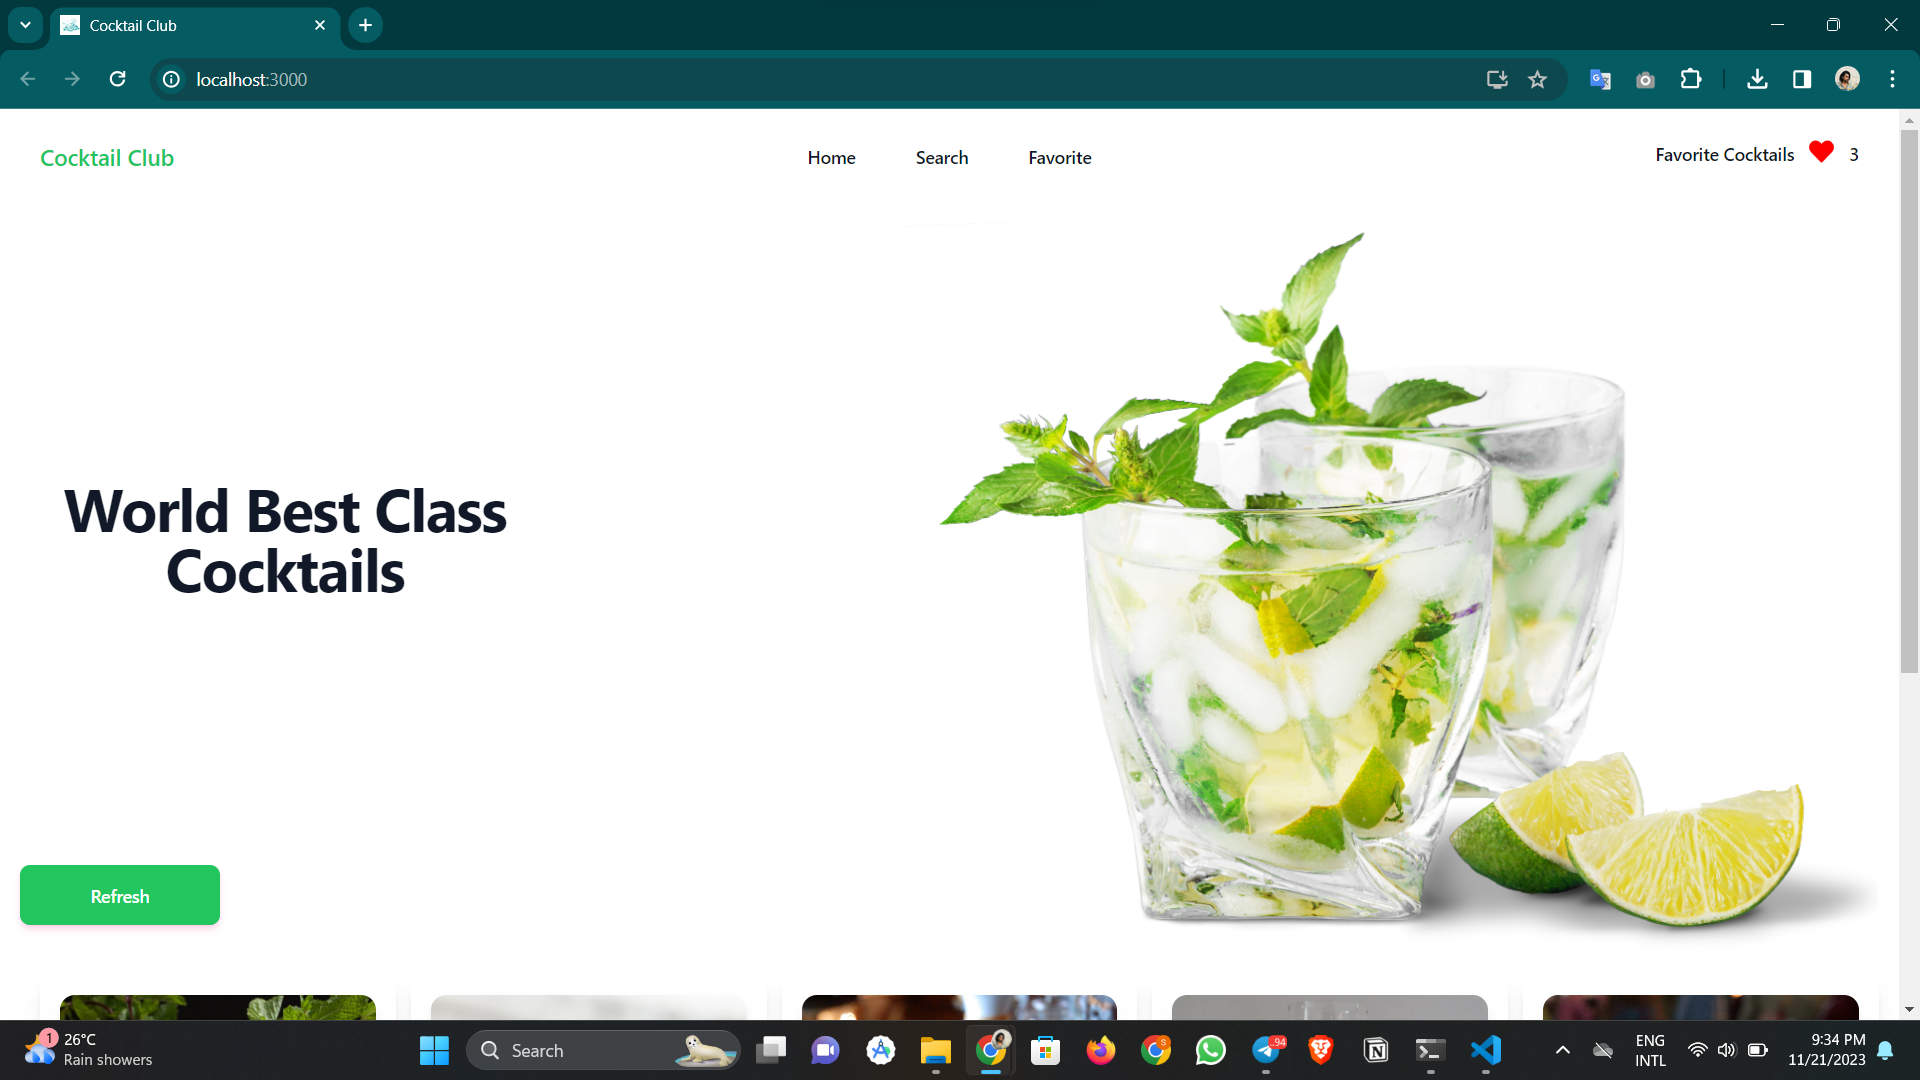 Cocktail Club
localhost:3000
Cocktail Club
Home
Search
Favorite
Favorite Cocktails
3
World Best Class
Cocktails
Refresh
1
26°C
Rain showers
Search
S
94
ENG
INTL
9:34 PM
11/21/2023